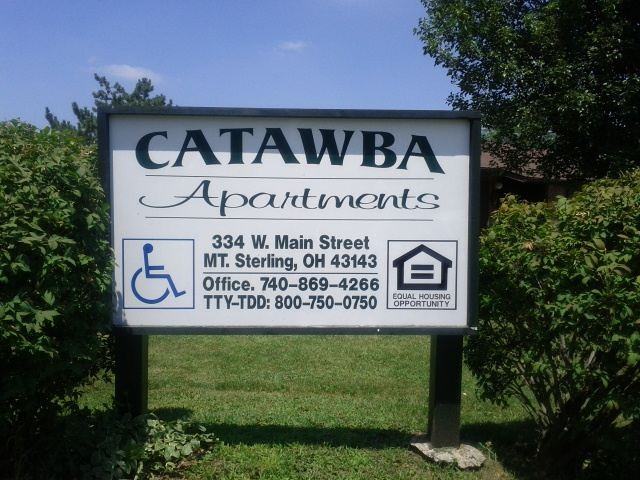 CATAWBA
Apartments
334 W. Main Street
MT. Sterling, OH 43143
Office. 740-869-4266
TTY-TDD: 800-750-0750
EQUAL HOUSING
OPPORTUNITY